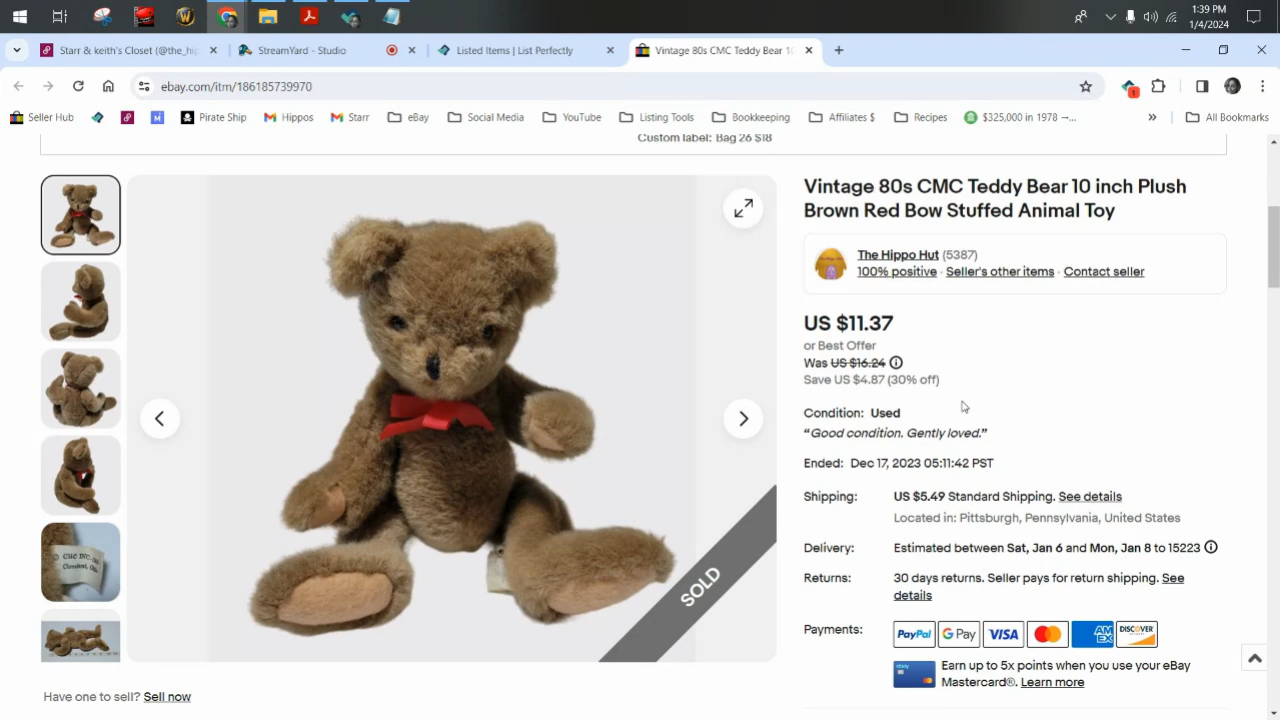 1:39 PM
1/4/2024
Starr & keith's Closet (@the_hip
StreamYard - Studio
Listed Items | List Perfectly
Vintage 80s CMC Teddy Bear 10
ebay.com/itm/186185739970
1
Seller Hub
Pirate Ship
Hippos
Starr
eBay
Social Media
YouTube
Listing Tools
Bookkeeping
Affiliates $
Recipes
$325,000 in 1978 →...
All Bookmarks
Custom label: Bag 26 $18
Vintage 80s CMC Teddy Bear 10 inch Plush
Brown Red Bow Stuffed Animal Toy
The Hippo Hut (5387)
100% positive · Seller's other items · Contact seller
US $11.37
or Best Offer
Was US $16.24
Save US $4.87 (30% off)
Condition: Used
“Good condition. Gently loved.”
Ended: Dec 17, 2023 05:11:42 PST
Shipping: US $5.49 Standard Shipping. See details
Located in: Pittsburgh, Pennsylvania, United States
Delivery: Estimated between Sat, Jan 6 and Mon, Jan 8 to 15223
Returns: 30 days returns. Seller pays for return shipping. See
details
Payments: PayPal G Pay VISA MasterCard AM EX DISCOVER
Earn up to 5x points when you use your eBay
Mastercard®. Learn more
SOLD
CMC INC.
Cleveland,
Have one to sell? Sell now